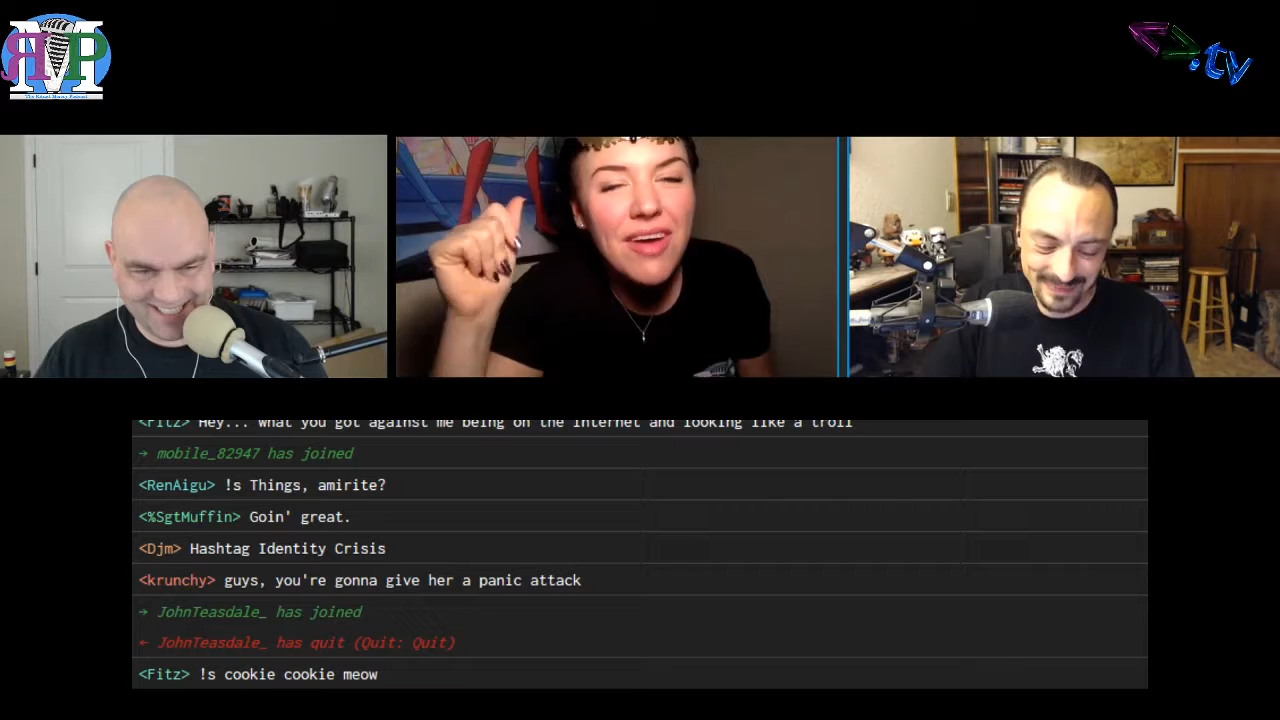 RMP
.tv
<Fitz> Hey... what you got against me being on the internet and looking like a troll
→ mobile_82947 has joined
<RenAigu> !s Things, amirite?
<%SgtMuffin> Goin' great.
<Djm> Hashtag Identity Crisis
<krunchy> guys, you're gonna give her a panic attack
→ JohnTeasdale_ has joined
← JohnTeasdale_ has quit (Quit: Quit)
<Fitz> !s cookie cookie meow